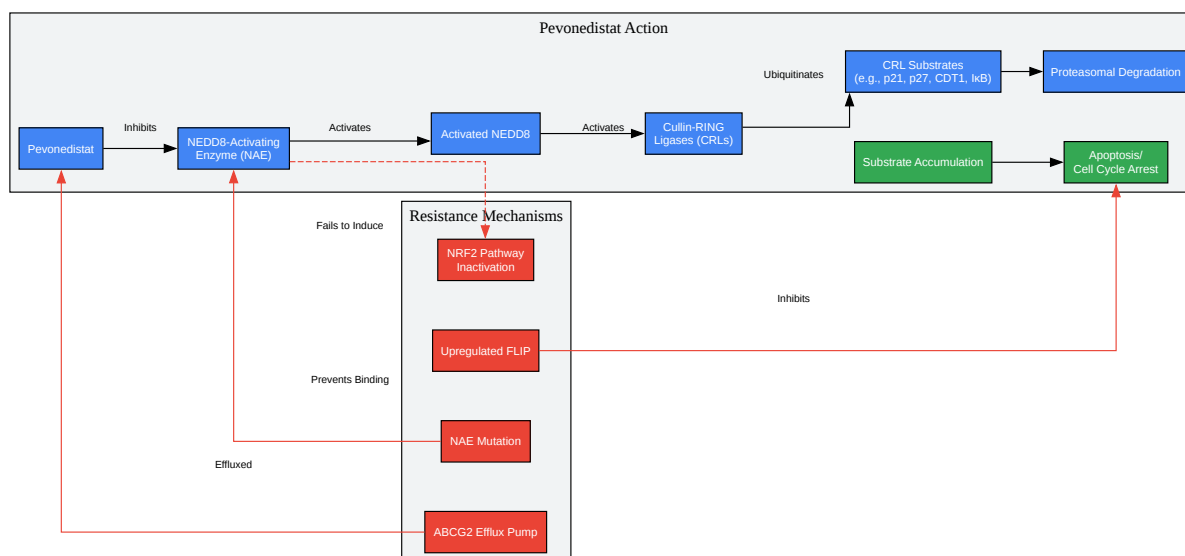 Pevonedistat Action
Pevonedistat
Inhibits
NEDD8-Activating
Enzyme (NAE)
Activates
Activated NEDD8
Activates
Cullin-RING
Ligases (CRLs)
Ubiquitinates
CRL Substrates
(e.g., p21, p27, CDT1, IκB)
Proteasomal Degradation
Substrate Accumulation
Apoptosis/
Cell Cycle Arrest
Resistance Mechanisms
Fails to Induce
NRF2 Pathway
Inactivation
Inhibits
Upregulated FLIP
Prevents Binding
NAE Mutation
Effluxed
ABCG2 Efflux Pump